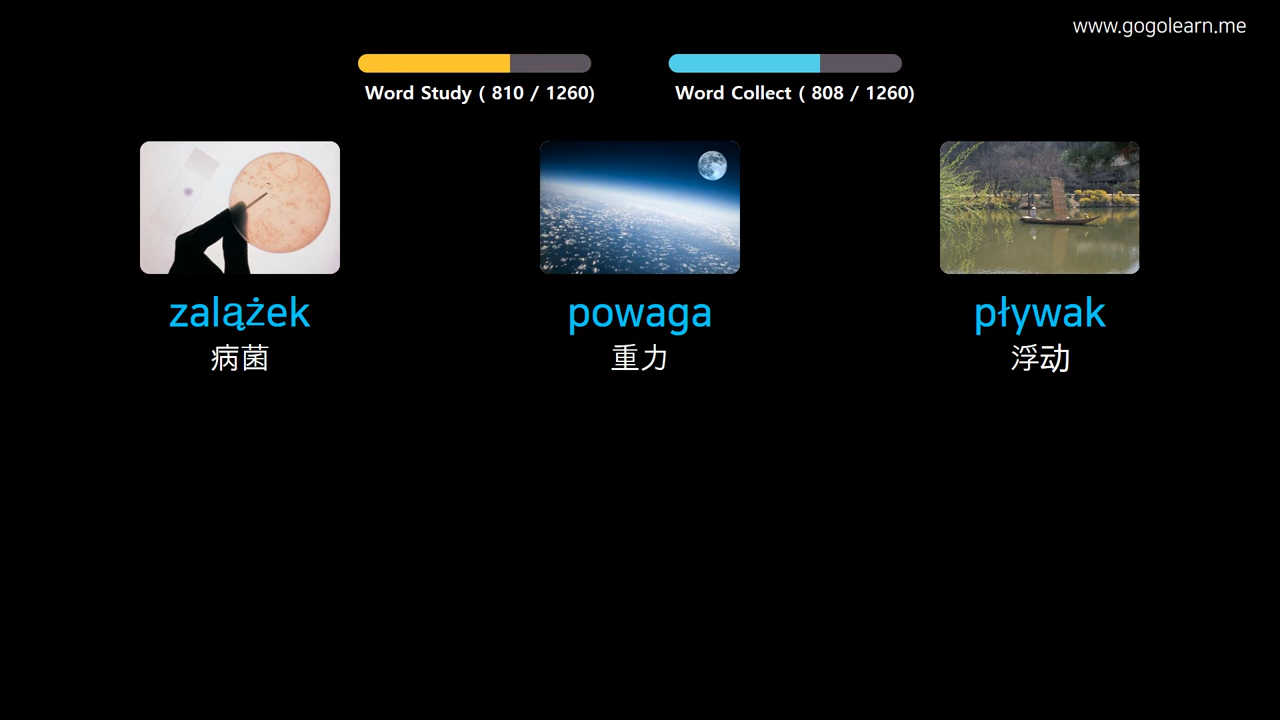 www.gogolearn.me
Word Study ( 810 / 1260)
Word Collect ( 808 / 1260)
zalążek
powaga
pływak
病菌
重力
浮动